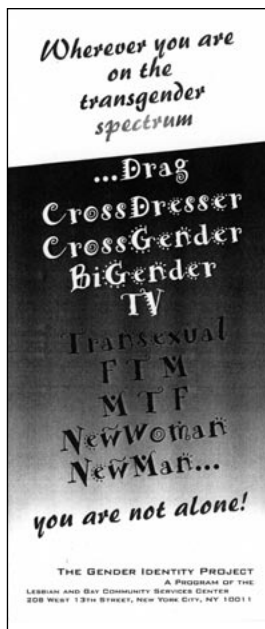 Wherever you are
on the
transgender
spectrum
...Drag
CrossDresser
CrossGender
BiGender
TV
Transexual
FTM
MTF
NewWoman
NewMan...
you are not alone!
THE GENDER IDENTITY PROJECT
A PROGRAM OF THE
LESBIAN AND GAY COMMUNITY SERVICES CENTER
208 WEST 13TH STREET, NEW YORK CITY, NY 10011